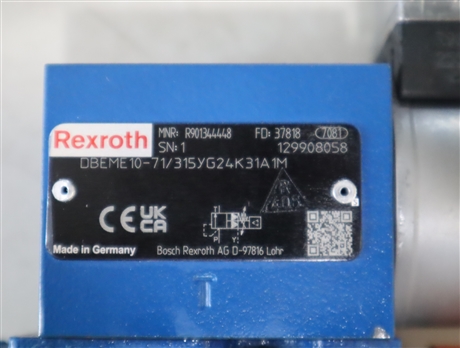 Rexroth
MNR: R901344448 FD: 37818 7081
SN: 1 129908058
DBEME10-71/315YG24K31A1M
CE UK
CA
P T Y
Made in Germany Bosch Rexroth AG D-97816 Lohr
T